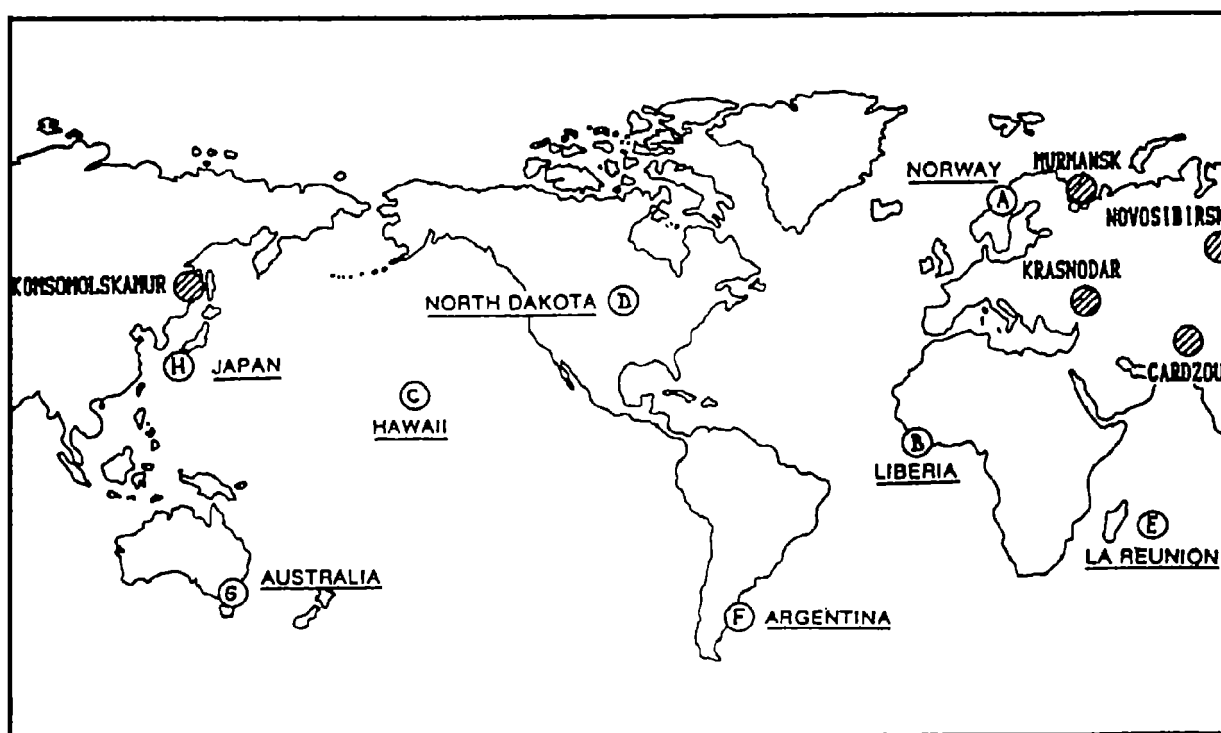 MURMANSK
NORWAY
A
NOVOSIBIRSK
KOMSOMOLSKAMUR
KRASNODAR
NORTH DAKOTA D
H JAPAN
CARDZOU
C
HAWAII
B
LIBERIA
E
LA REUNION
G AUSTRALIA
F ARGENTINA